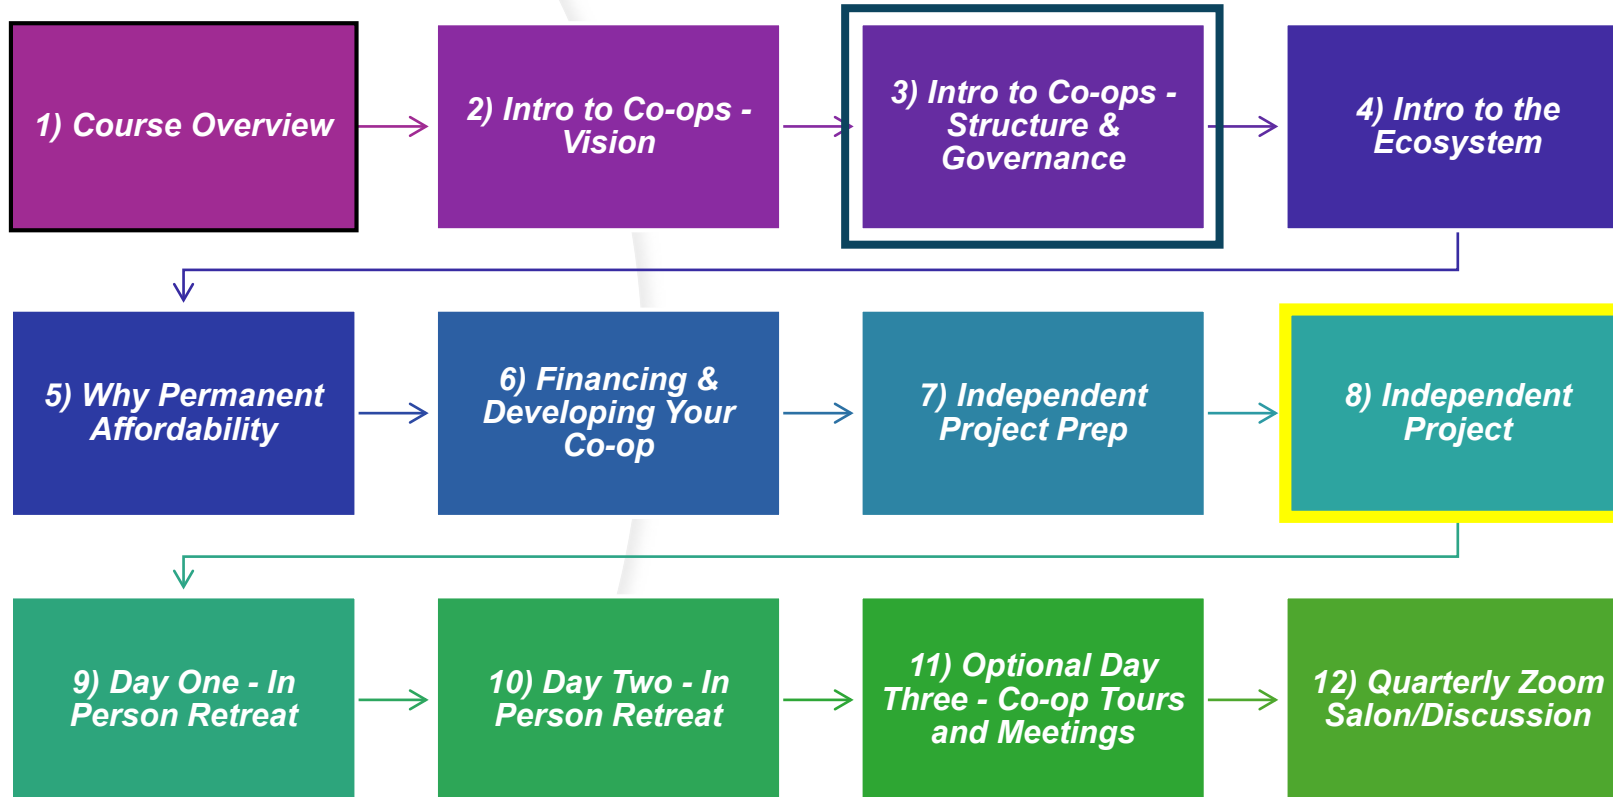 1) Course Overview
2) Intro to Co-ops -
Vision
3) Intro to Co-ops -
Structure &
Governance
4) Intro to the
Ecosystem
5) Why Permanent
Affordability
6) Financing &
Developing Your
Co-op
7) Independent
Project Prep
8) Independent
Project
9) Day One - In
Person Retreat
10) Day Two - In
Person Retreat
11) Optional Day
Three - Co-op Tours
and Meetings
12) Quarterly Zoom
Salon/Discussion